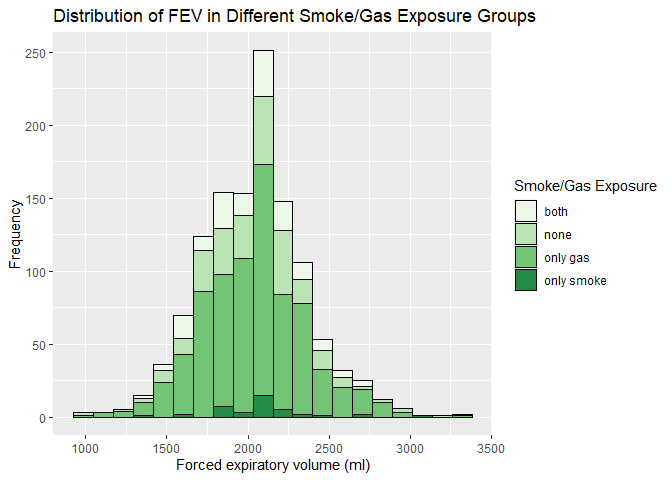 Distribution of FEV in Different Smoke/Gas Exposure Groups
Frequency
250
200
150
100
50
0
1000 1500 2000 2500 3000 3500
Forced expiratory volume (ml)
Smoke/Gas Exposure
both
none
only gas
only smoke